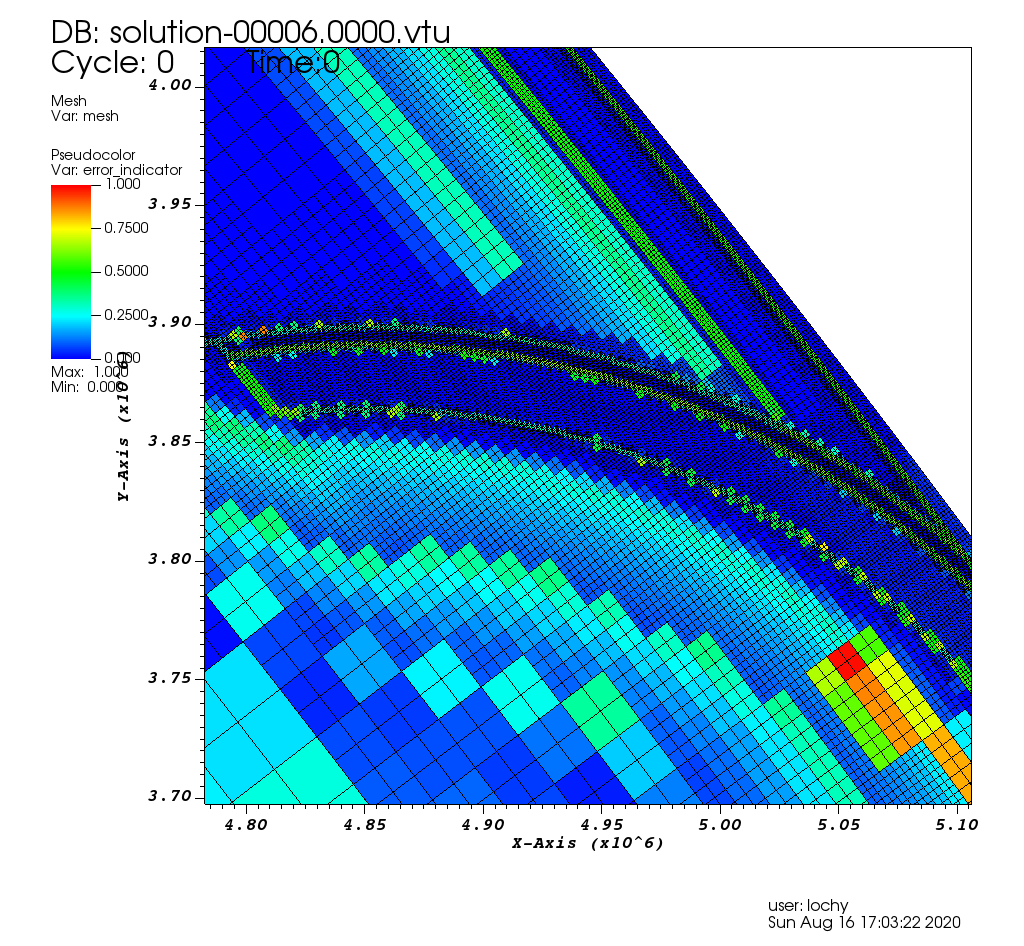 DB: solution-00006.0000.vtu
Cycle: 0 Time:0
Mesh
Var: mesh
Pseudocolor
Var: error_indicator
1.000
0.7500
0.5000
0.2500
0.000
Max: 1.000
Min: 0.000
Y-Axis (x10^6)
4.00
3.95
3.90
3.85
3.80
3.75
3.70
4.80 4.85 4.90 4.95 5.00 5.05 5.10
X-Axis (x10^6)
user: lochy
Sun Aug 16 17:03:22 2020